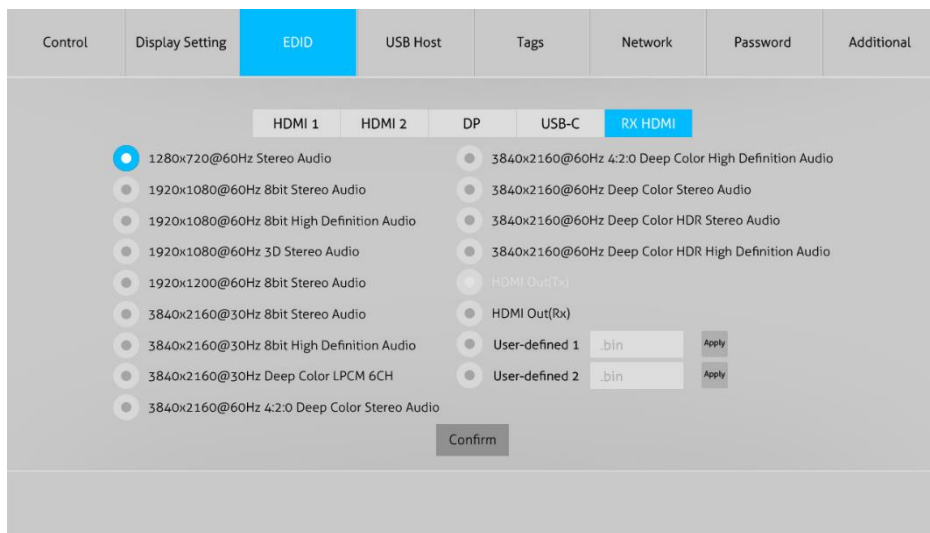 Control Display Setting EDID USB Host Tags Network Password Additional
HDMI 1 HDMI 2 DP USB-C RX HDMI
1280x720@60Hz Stereo Audio
1920x1080@60Hz 8bit Stereo Audio
1920x1080@60Hz 8bit High Definition Audio
1920x1080@60Hz 3D Stereo Audio
1920x1200@60Hz 8bit Stereo Audio
3840x2160@30Hz 8bit Stereo Audio
3840x2160@30Hz 8bit High Definition Audio
3840x2160@30Hz Deep Color LPCM 6CH
3840x2160@60Hz 4:2:0 Deep Color Stereo Audio
3840x2160@60Hz 4:2:0 Deep Color High Definition Audio
3840x2160@60Hz Deep Color Stereo Audio
3840x2160@60Hz Deep Color HDR Stereo Audio
3840x2160@60Hz Deep Color HDR High Definition Audio
HDMI Out(Tx)
HDMI Out(Rx)
User-defined 1 .bin Apply
User-defined 2 .bin Apply
Confirm